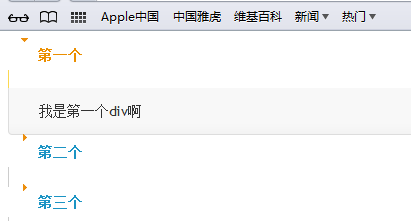 Apple中国 中国雅虎 维基百科 新闻 热门
第一个
我是第一个div啊
第二个
第三个